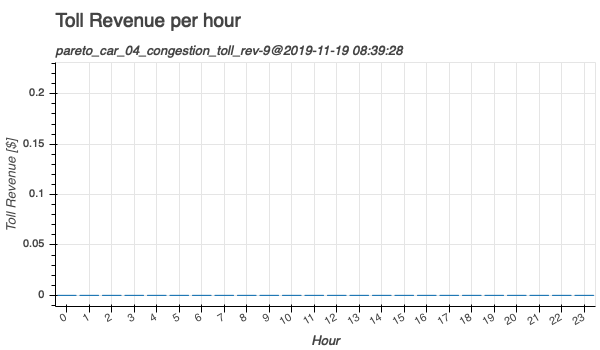 Toll Revenue per hour
pareto_car_04_congestion_toll_rev-9@2019-11-19 08:39:28
0.2
0.15
0.1
0.05
0
Toll Revenue [$]
0 1 2 3 4 5 6 7 8 9 10 11 12 13 14 15 16 17 18 19 20 21 22 23
Hour